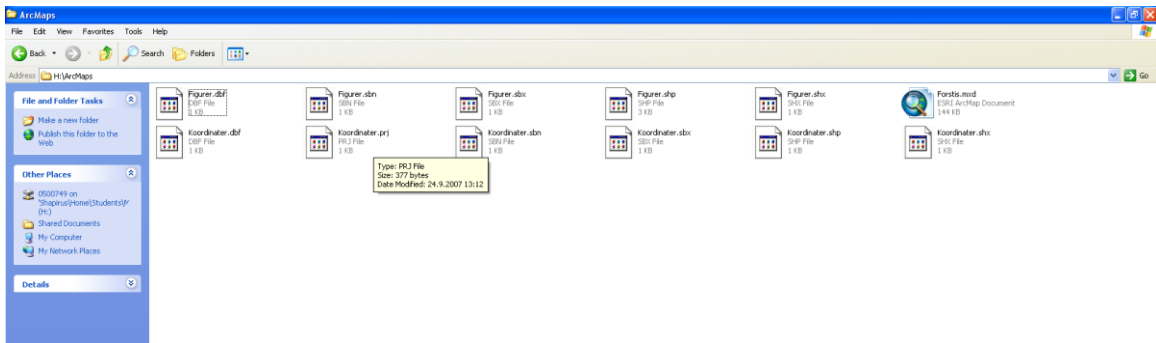 ArcMaps
File Edit View Favorites Tools Help
Back Search Folders
Address H:\ArcMaps Go
File and Folder Tasks
Make a new folder
Publish this folder to the
Web
Other Places
0500749 on
Shared Documents
My Computer
My Network Places
Details
Figurer.dbf
DBF File
1 KB
Figurer.sbn
SBN File
1 KB
Figurer.sbx
SBX File
1 KB
Figurer.shp
SHP File
3 KB
Figurer.shx
SHX File
1 KB
Forstis.mxd
ESRI ArcMap Document
144 KB
Koordinater.dbf
DBF File
1 KB
Koordinater.prj
PRJ File
1 KB
Koordinater.sbn
SBN File
1 KB
Koordinater.sbx
SBX File
1 KB
Koordinater.shp
SHP File
1 KB
Koordinater.shx
SHX File
1 KB
Type: PRJ File
Size: 377 bytes
Date Modified: 24.9.2007 13:12